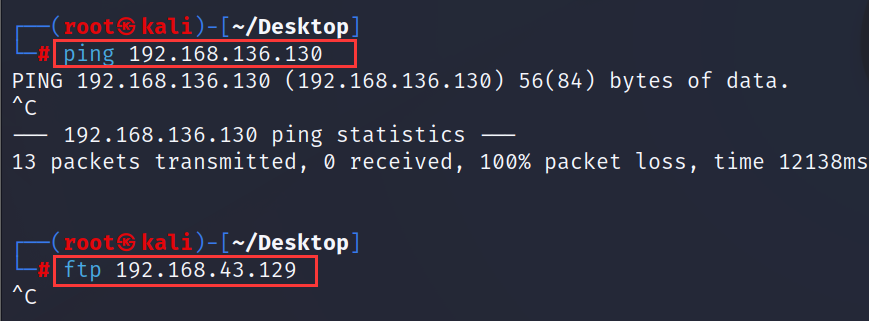 ┌──(root㉿kali)-[~/Desktop]
└─# ping 192.168.136.130
PING 192.168.136.130 (192.168.136.130) 56(84) bytes of data.
^C
--- 192.168.136.130 ping statistics ---
13 packets transmitted, 0 received, 100% packet loss, time 12138ms
┌──(root㉿kali)-[~/Desktop]
└─# ftp 192.168.43.129
^C